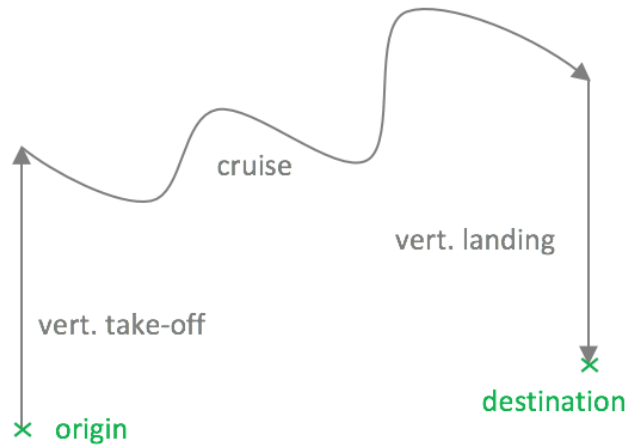 cruise
vert. landing
vert. take-off
destination
origin